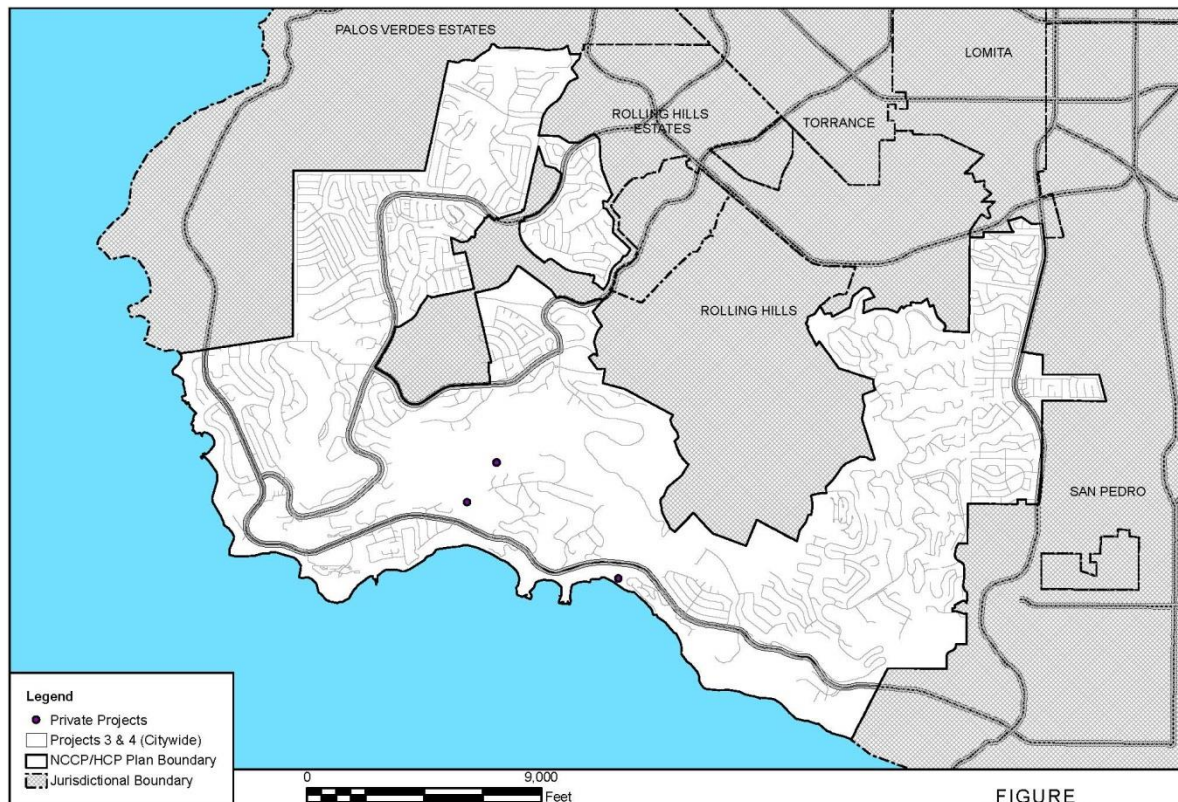 PALOS VERDES ESTATES
LOMITA
ROLLING HILLS
ESTATES
TORRANCE
ROLLING HILLS
SAN PEDRO
Legend
Private Projects
Projects 3 & 4 (Citywide)
NCCP/HCP Plan Boundary
Jurisdictional Boundary
0
9,000
Feet
FIGURE